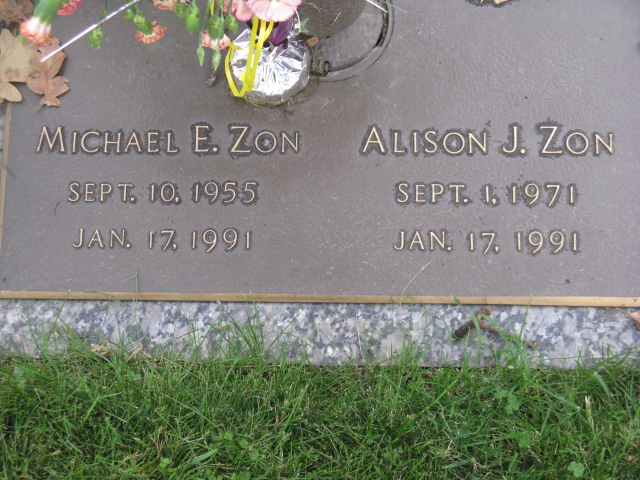 Michael E. Zon
Sept. 10, 1955
Jan. 17, 1991
Alison J. Zon
Sept. 1, 1971
Jan. 17, 1991